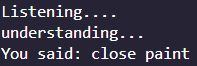 Listening....
understanding...
You said: close paint